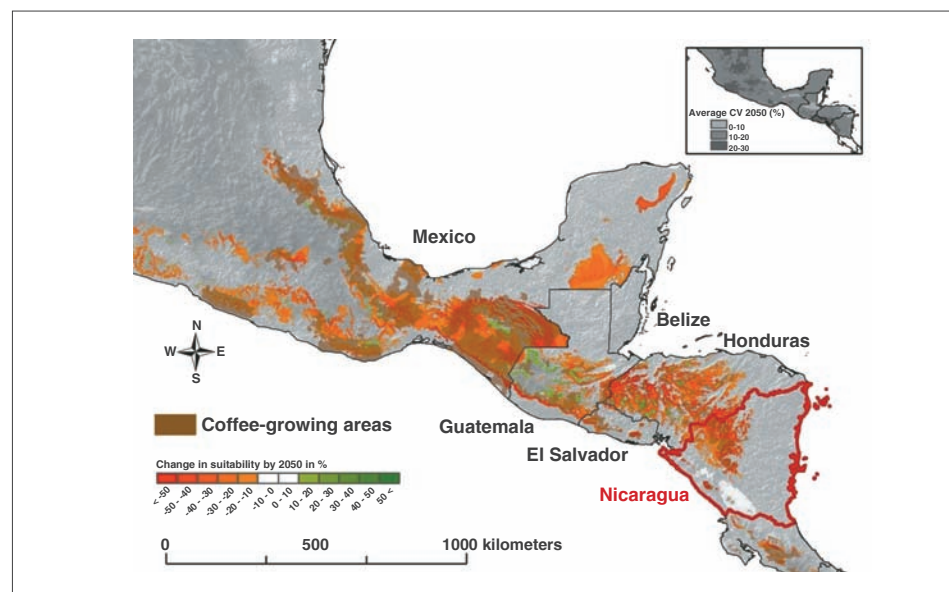 Average CV 2050 (%)
0-10
10-20
20-30
Mexico
Belize
Honduras
N
W E
S
Coffee-growing areas
Guatemala
El Salvador
Nicaragua
Change in suitability by 2050 in %
< -50
-50 - -40
-40 - -30
-30 - -20
-20 - -10
-10 - 0
0 - 10
10 - 20
20 - 30
30 - 40
40 - 50
50 <
0 500 1000 kilometers